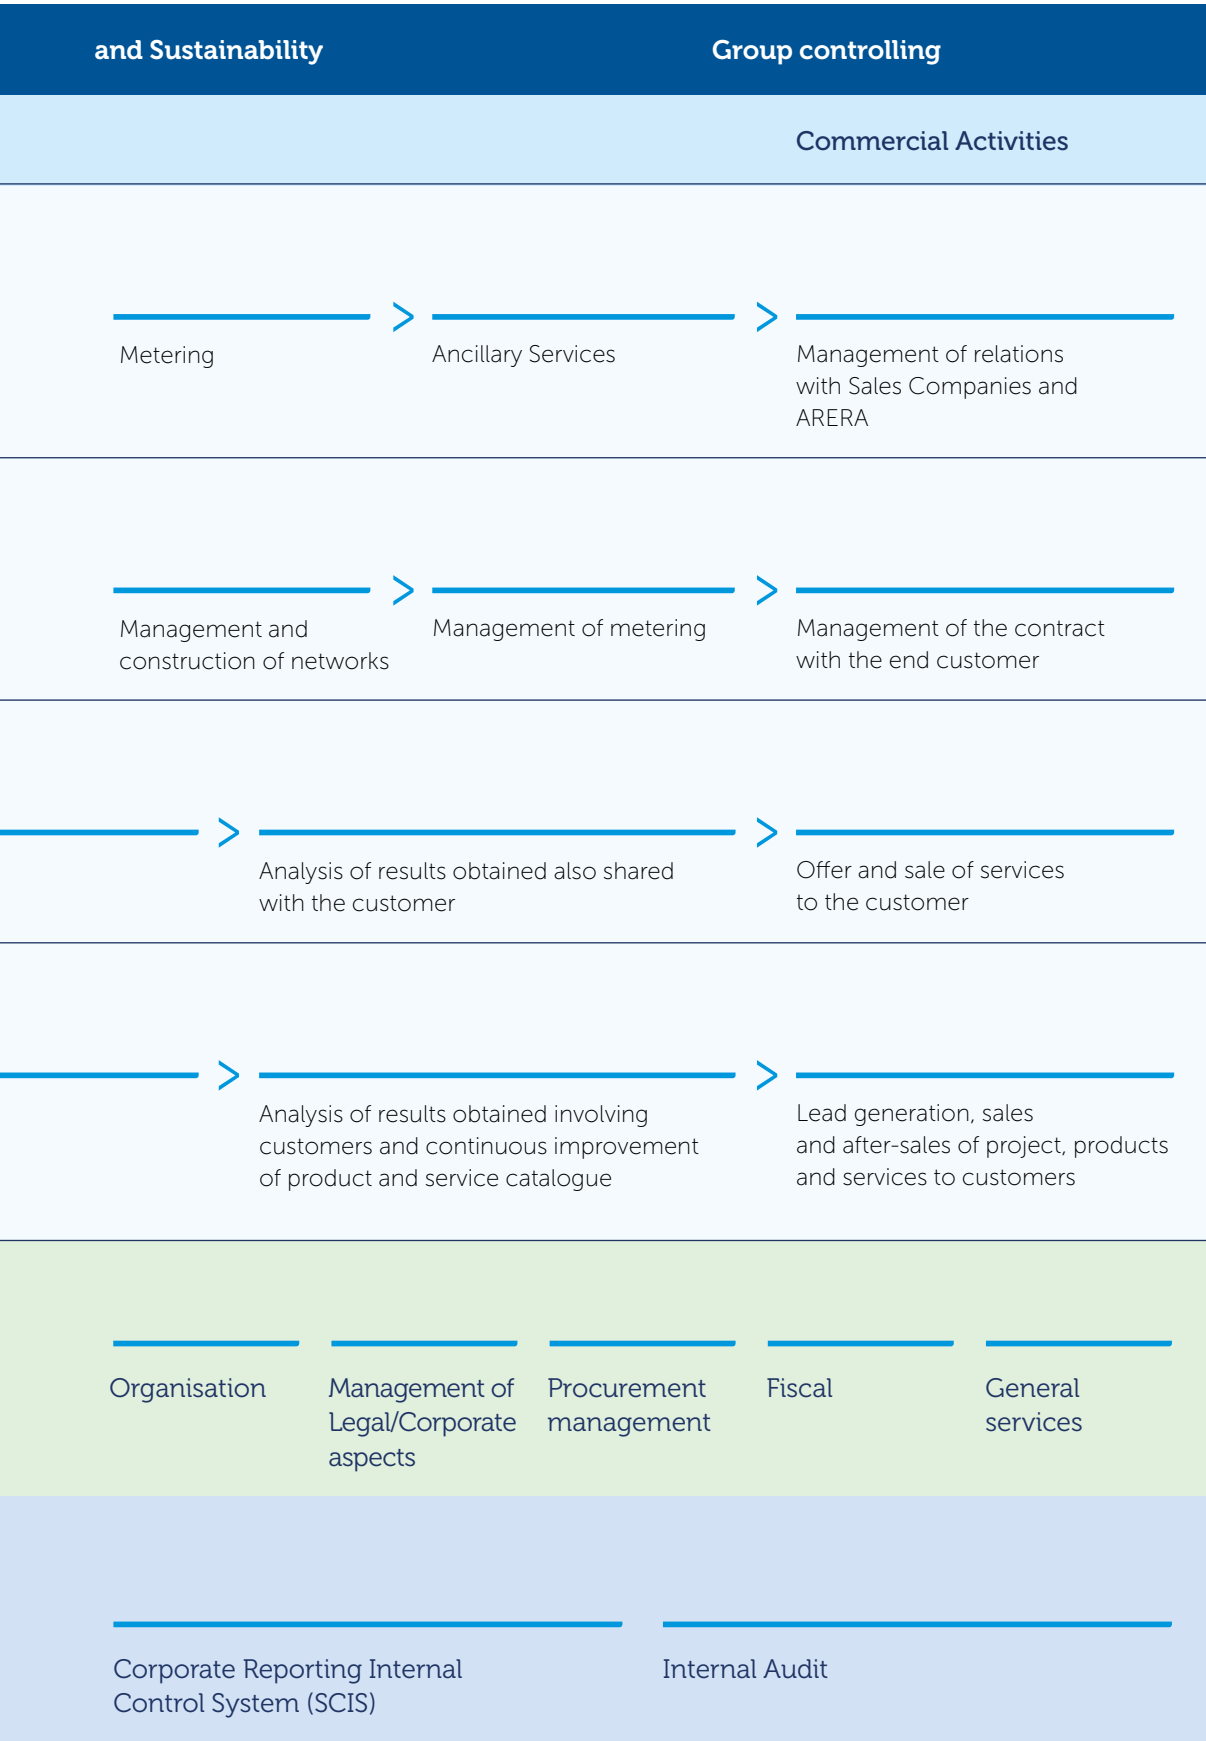 and Sustainability
Group controlling
Commercial Activities
Metering
Ancillary Services
Management of relations
with Sales Companies and
ARERA
Management and
construction of networks
Management of metering
Management of the contract
with the end customer
Analysis of results obtained also shared
with the customer
Offer and sale of services
to the customer
Analysis of results obtained involving
customers and continuous improvement
of product and service catalogue
Lead generation, sales
and after-sales of project, products
and services to customers
Organisation
Management of
Legal/Corporate
aspects
Procurement
management
Fiscal
General
services
Corporate Reporting Internal
Control System (SCIS)
Internal Audit